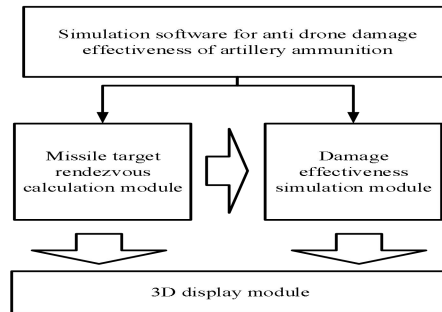 Simulation software for anti drone damage
effectiveness of artillery ammunition
Missile target
rendezvous
calculation module
Damage
effectiveness
simulation module
3D display module